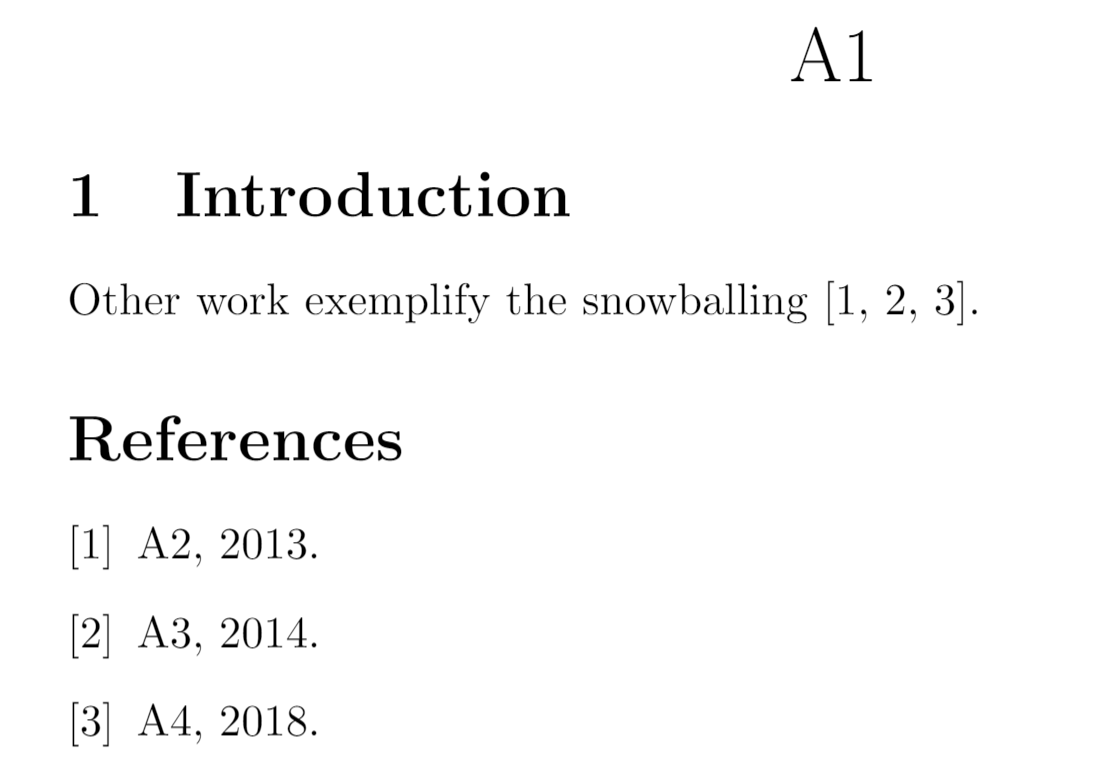 A1
1 Introduction
Other work exemplify the snowballing [1, 2, 3].
References
[1] A2, 2013.
[2] A3, 2014.
[3] A4, 2018.